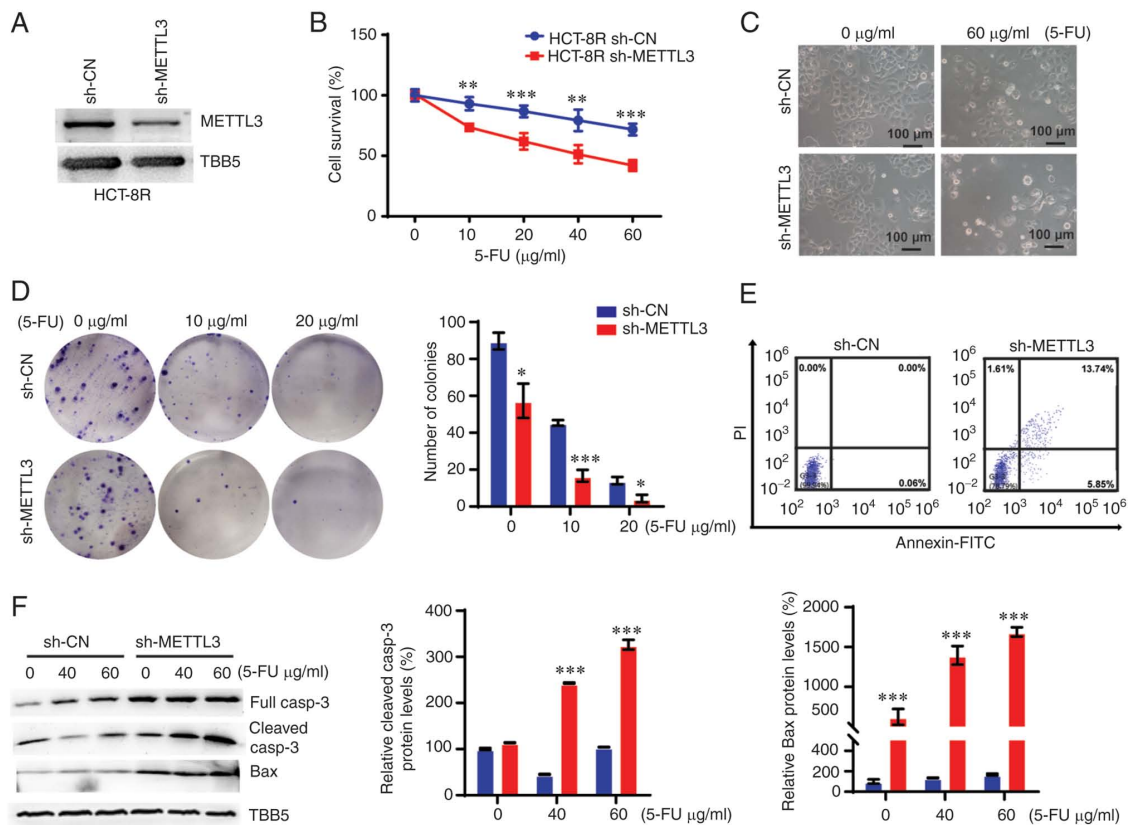 A
sh-CN
sh-METTL3
METTL3
TBB5
HCT-8R
B
HCT-8R sh-CN
HCT-8R sh-METTL3
Cell survival (%)
150
100
50
0
** *** ** ***
0 10 20 40 60
5-FU (μg/ml)
C
0 μg/ml 60 μg/ml (5-FU)
sh-CN
100 μm 100 μm
sh-METTL3
100 μm 100 μm
D
(5-FU) 0 μg/ml 10 μg/ml 20 μg/ml
sh-CN
sh-METTL3
sh-CN
sh-METTL3
Number of colonies
100
80
60
40
20
0
* *** *
0 10 20 (5-FU μg/ml)
E
sh-CN sh-METTL3
PI
10⁶
10⁵
10⁴
10³
10²
10⁻²
0.00% 0.00%
0.06%
10² 10³ 10⁴ 10⁵ 10⁶
10⁶
10⁵
10⁴
10³
10²
10⁻²
1.61% 13.74%
5.85%
10² 10³ 10⁴ 10⁵ 10⁶
Annexin-FITC
F
sh-CN sh-METTL3
0 40 60 0 40 60 (5-FU μg/ml)
Full casp-3
Cleaved
casp-3
Bax
TBB5
Relative cleaved casp-3
protein levels (%)
400
300
200
100
0
*** ***
0 40 60
(5-FU μg/ml)
Relative Bax protein levels (%)
2000
1500
1000
500
400
200
0
*** *** ***
0 40 60
(5-FU μg/ml)